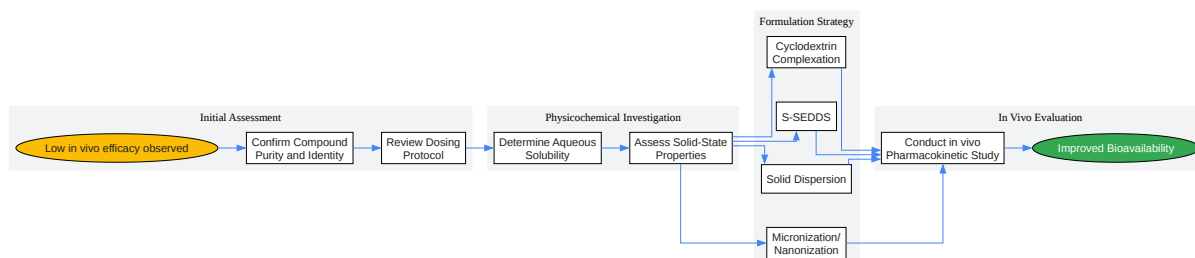 Initial Assessment
Low in vivo efficacy observed
Confirm Compound
Purity and Identity
Review Dosing
Protocol
Physicochemical Investigation
Determine Aqueous
Solubility
Assess Solid-State
Properties
Formulation Strategy
Cyclodextrin
Complexation
S-SEDDS
Solid Dispersion
Micronization/
Nanonization
In Vivo Evaluation
Conduct in vivo
Pharmacokinetic Study
Improved Bioavailability